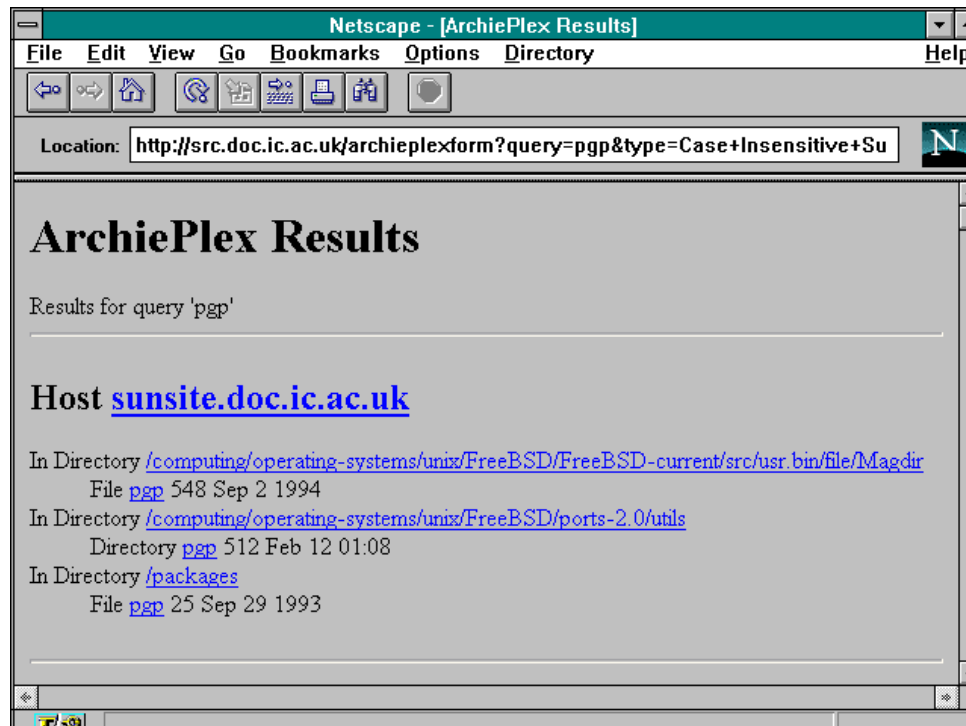 Netscape - [ArchiePlex Results]
File Edit View Go Bookmarks Options Directory Help
Location: http://src.doc.ic.ac.uk/archieplexform?query=pgp&type=Case+Insensitive+Su
N
ArchiePlex Results
Results for query 'pgp'
Host sunsite.doc.ic.ac.uk
In Directory /computing/operating-systems/unix/FreeBSD/FreeBSD-current/src/usr.bin/file/Magdir
File pgp 548 Sep 2 1994
In Directory /computing/operating-systems/unix/FreeBSD/ports-2.0/utils
Directory pgp 512 Feb 12 01:08
In Directory /packages
File pgp 25 Sep 29 1993